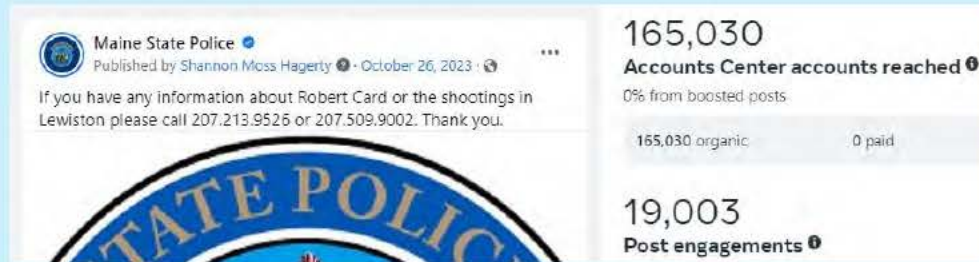 Maine State Police
Published by Shannon Moss Hagerty · October 26, 2023 ·
If you have any information about Robert Card or the shootings in
Lewiston please call 207.213.9526 or 207.509.9002. Thank you.
STATE POLIC
165,030
Accounts Center accounts reached
0% from boosted posts
165,030 organic 0 paid
19,003
Post engagements